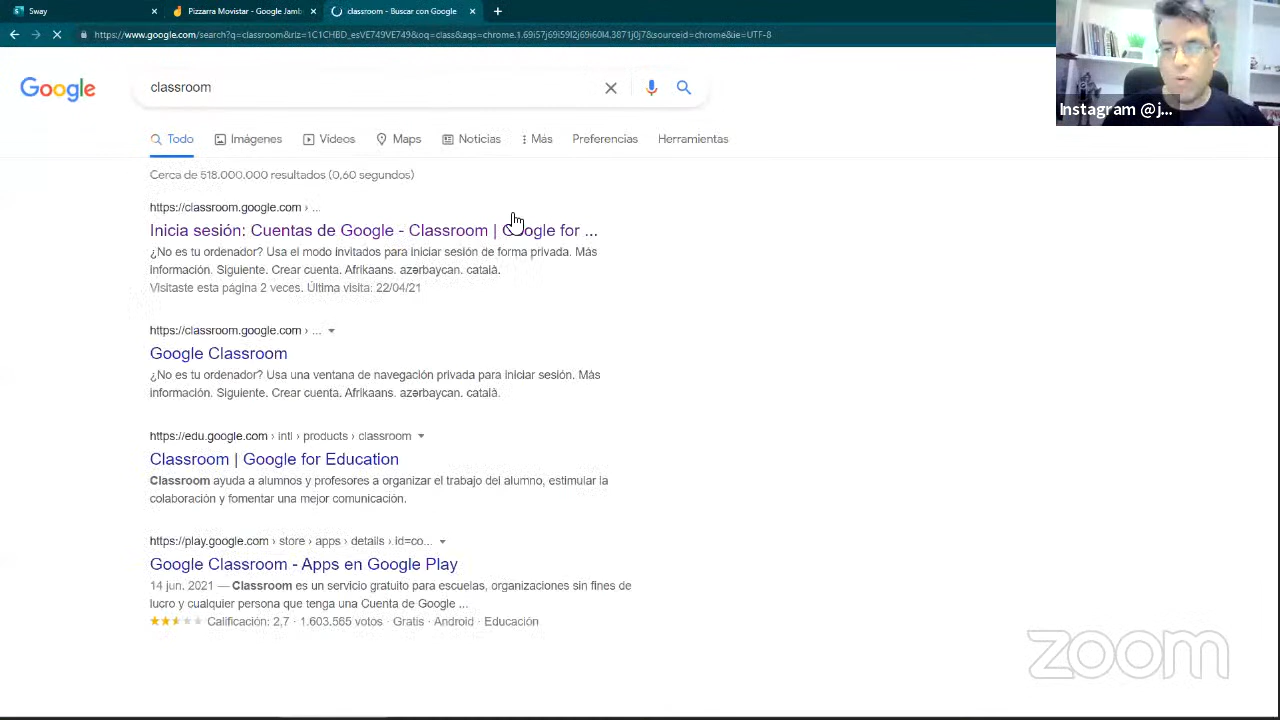 Sway
Pizzarra Movistar - Google Jamb
classroom - Buscar con Google
https://www.google.com/search?q=classroom&rlz=1C1CHBD_esVE749VE749&oq=class&aqs=chrome.1.69i57j69i59l2j69i60l4.3871j0j7&sourceid=chrome&ie=UTF-8
Instagram @j...
Google
classroom
Todo
Imágenes
Vídeos
Maps
Noticias
Más
Preferencias
Herramientas
Cerca de 518.000.000 resultados (0,60 segundos)
https://classroom.google.com › ...
Inicia sesión: Cuentas de Google - Classroom | Google for ...
¿No es tu ordenador? Usa el modo invitados para iniciar sesión de forma privada. Más
información. Siguiente. Crear cuenta. Afrikaans. azərbaycan. català.
Visitaste esta página 2 veces. Última visita: 22/04/21
https://classroom.google.com › ...
Google Classroom
¿No es tu ordenador? Usa una ventana de navegación privada para iniciar sesión. Más
información. Siguiente. Crear cuenta. Afrikaans. azərbaycan. català.
https://edu.google.com › intl › products › classroom
Classroom | Google for Education
Classroom ayuda a alumnos y profesores a organizar el trabajo del alumno, estimular la
colaboración y fomentar una mejor comunicación.
https://play.google.com › store › apps › details › id=co...
Google Classroom - Apps en Google Play
14 jun. 2021 — Classroom es un servicio gratuito para escuelas, organizaciones sin fines de
lucro y cualquier persona que tenga una Cuenta de Google ...
Calificación: 2,7 · 1.603.565 votos · Gratis · Android · Educación
zoom